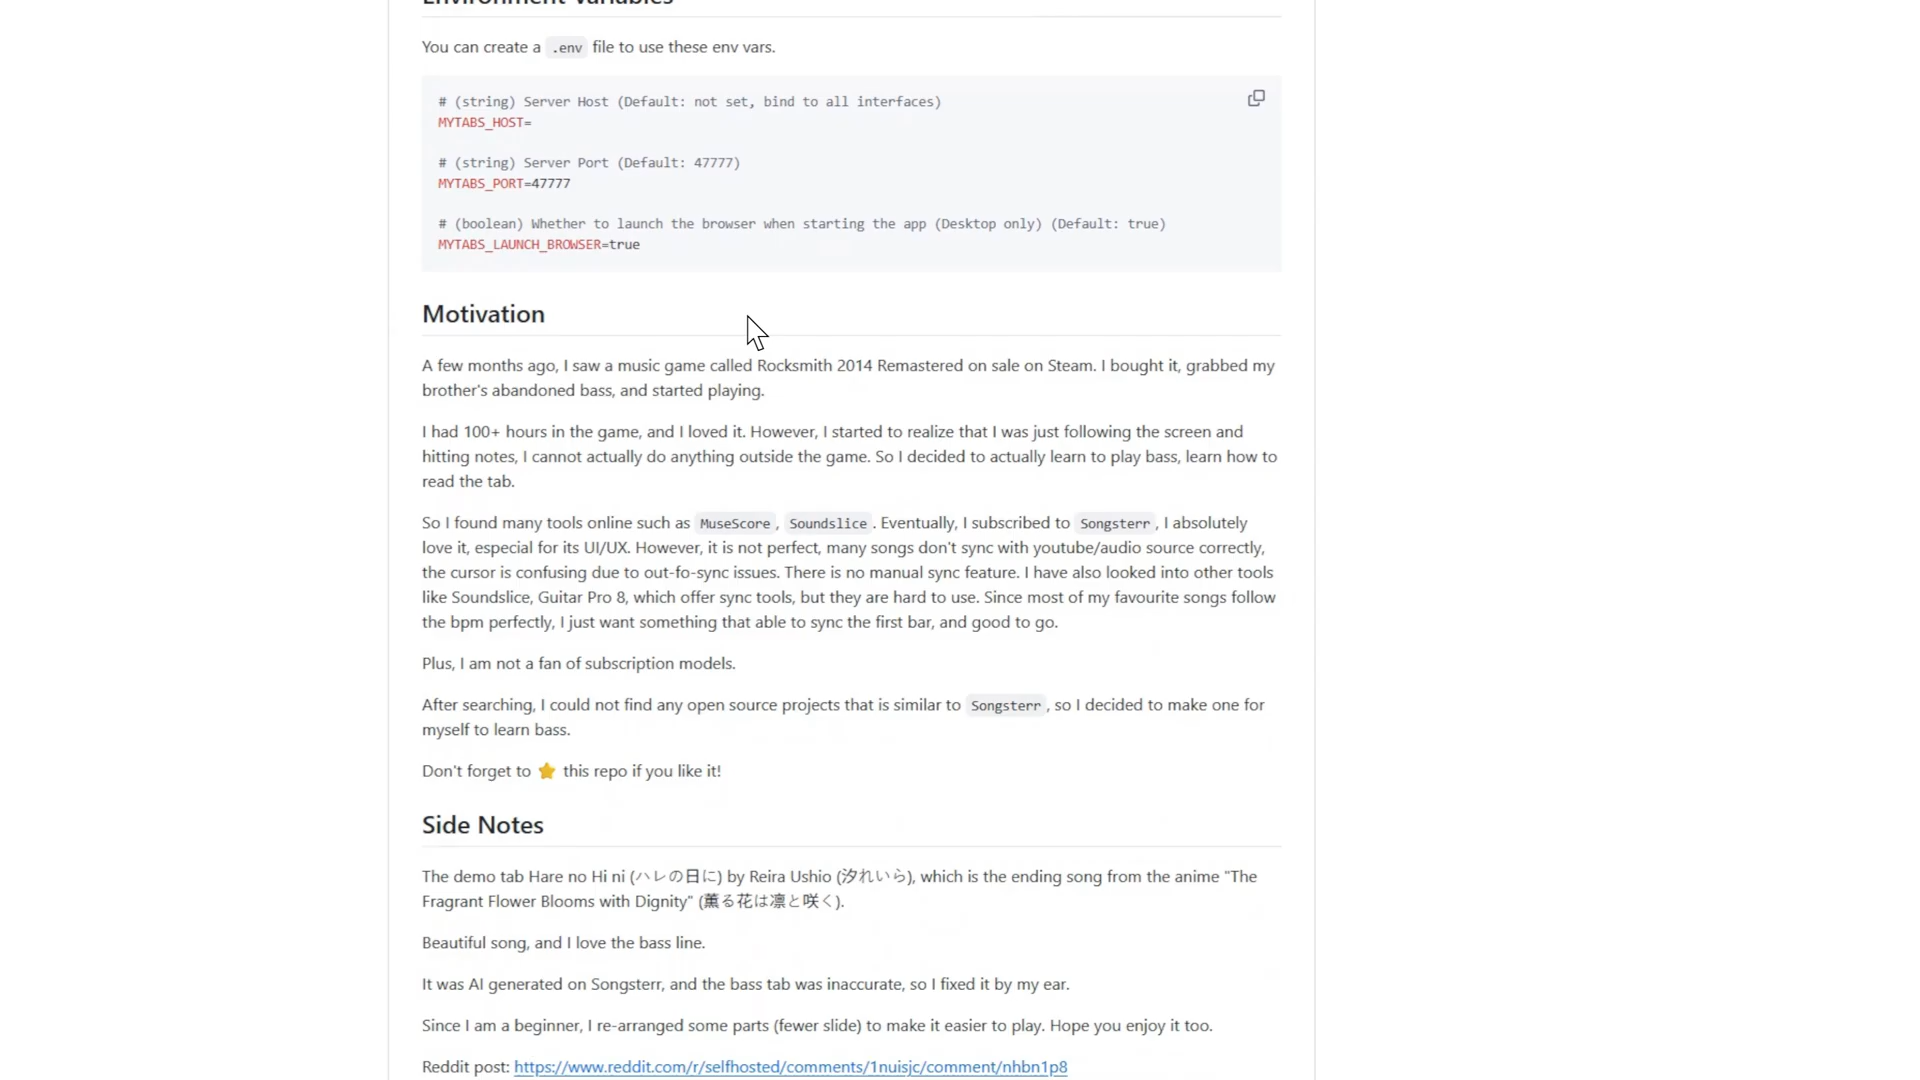 Environment Variables
You can create a .env file to use these env vars.
# (string) Server Host (Default: not set, bind to all interfaces)
MYTABS_HOST=
# (string) Server Port (Default: 47777)
MYTABS_PORT=47777
# (boolean) Whether to launch the browser when starting the app (Desktop only) (Default: true)
MYTABS_LAUNCH_BROWSER=true
Motivation
A few months ago, I saw a music game called Rocksmith 2014 Remastered on sale on Steam. I bought it, grabbed my
brother's abandoned bass, and started playing.
I had 100+ hours in the game, and I loved it. However, I started to realize that I was just following the screen and
hitting notes, I cannot actually do anything outside the game. So I decided to actually learn to play bass, learn how to
read the tab.
So I found many tools online such as MuseScore, Soundslice. Eventually, I subscribed to Songsterr, I absolutely
love it, especial for its UI/UX. However, it is not perfect, many songs don't sync with youtube/audio source correctly,
the cursor is confusing due to out-fo-sync issues. There is no manual sync feature. I have also looked into other tools
like Soundslice, Guitar Pro 8, which offer sync tools, but they are hard to use. Since most of my favourite songs follow
the bpm perfectly, I just want something that able to sync the first bar, and good to go.
Plus, I am not a fan of subscription models.
After searching, I could not find any open source projects that is similar to Songsterr, so I decided to make one for
myself to learn bass.
Don't forget to ⭐ this repo if you like it!
Side Notes
The demo tab Hare no Hi ni (ハレの日に) by Reira Ushio (汐れいら), which is the ending song from the anime "The
Fragrant Flower Blooms with Dignity" (薫る花は凛と咲く).
Beautiful song, and I love the bass line.
It was AI generated on Songsterr, and the bass tab was inaccurate, so I fixed it by my ear.
Since I am a beginner, I re-arranged some parts (fewer slide) to make it easier to play. Hope you enjoy it too.
Reddit post: https://www.reddit.com/r/selfhosted/comments/1nuisjc/comment/nhbn1p8